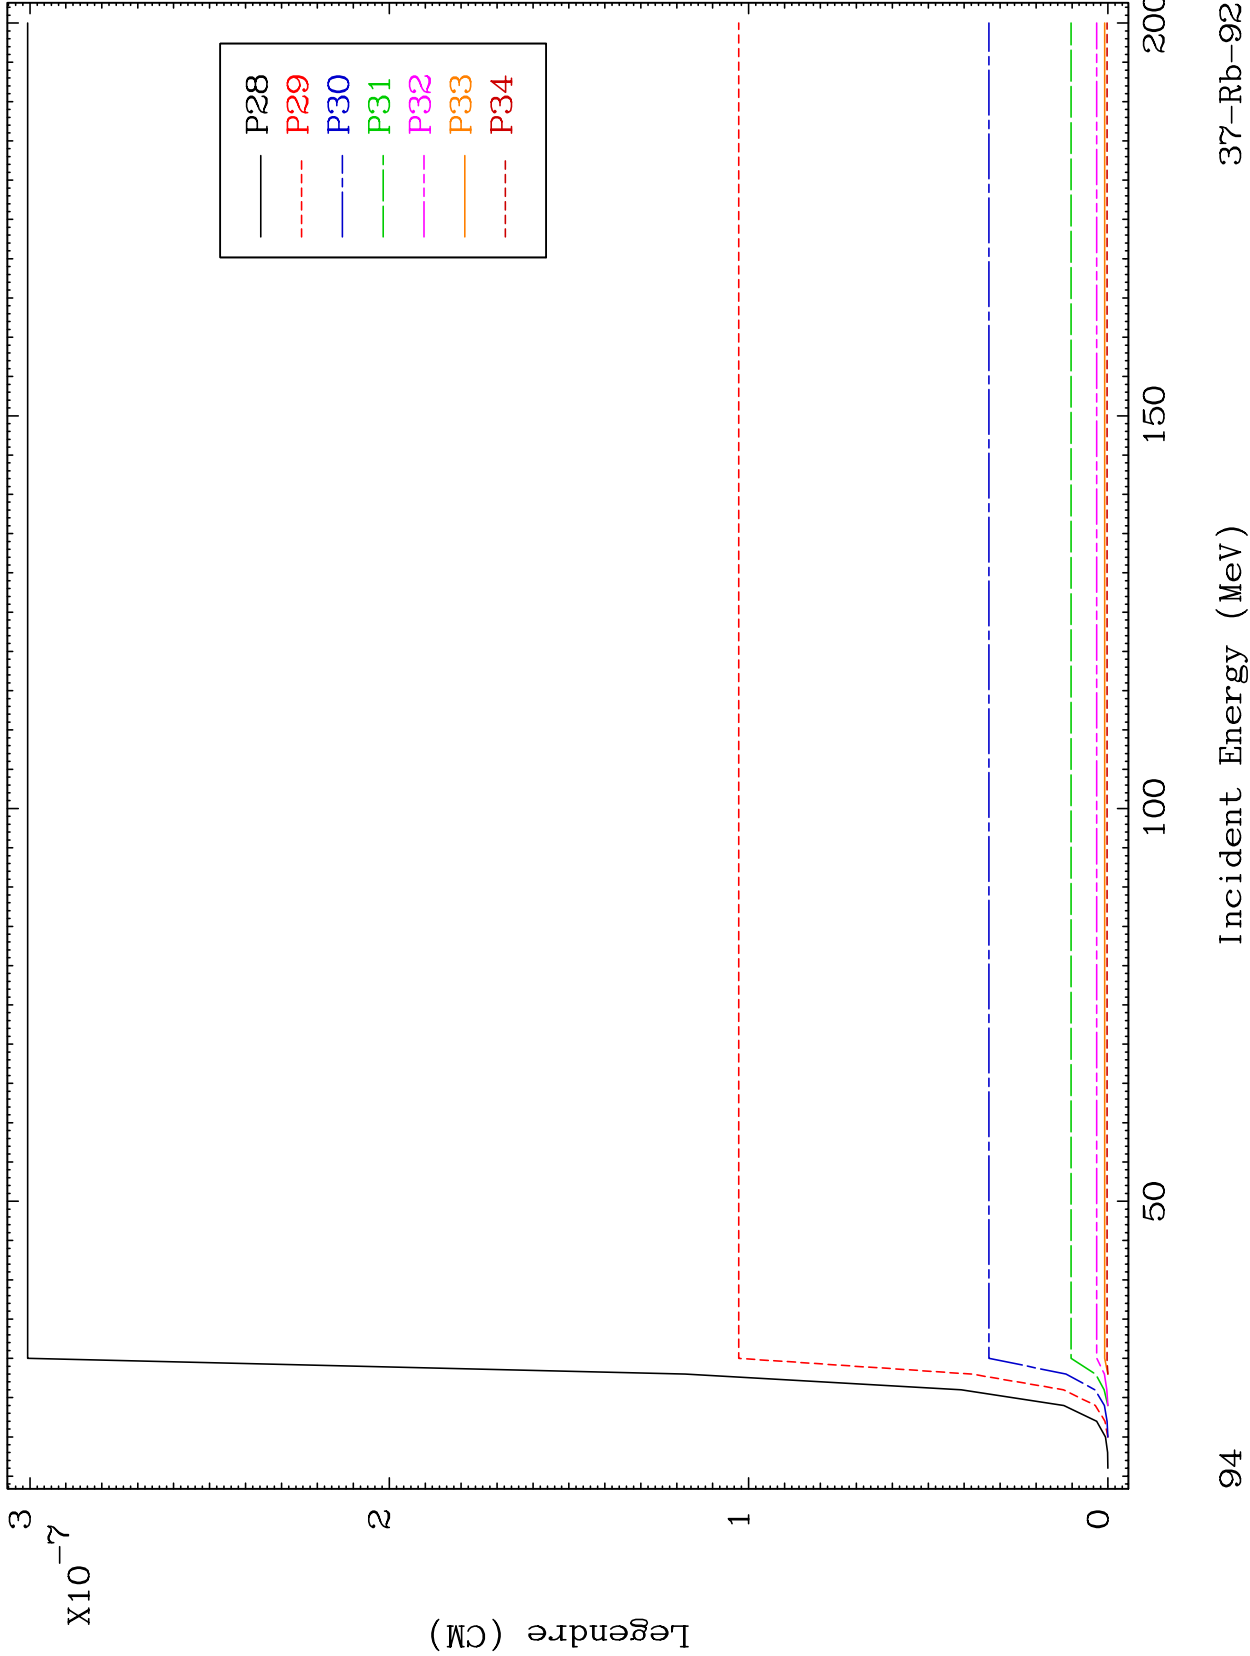 X10^-7
3
2
1
0
Legendre (CM)
P28
P29
P30
P31
P32
P33
P34
50
100
150
200
Incident Energy (MeV)
94
37-Rb-92